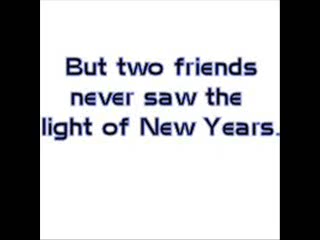 But two friends
never saw the
light of New Years.